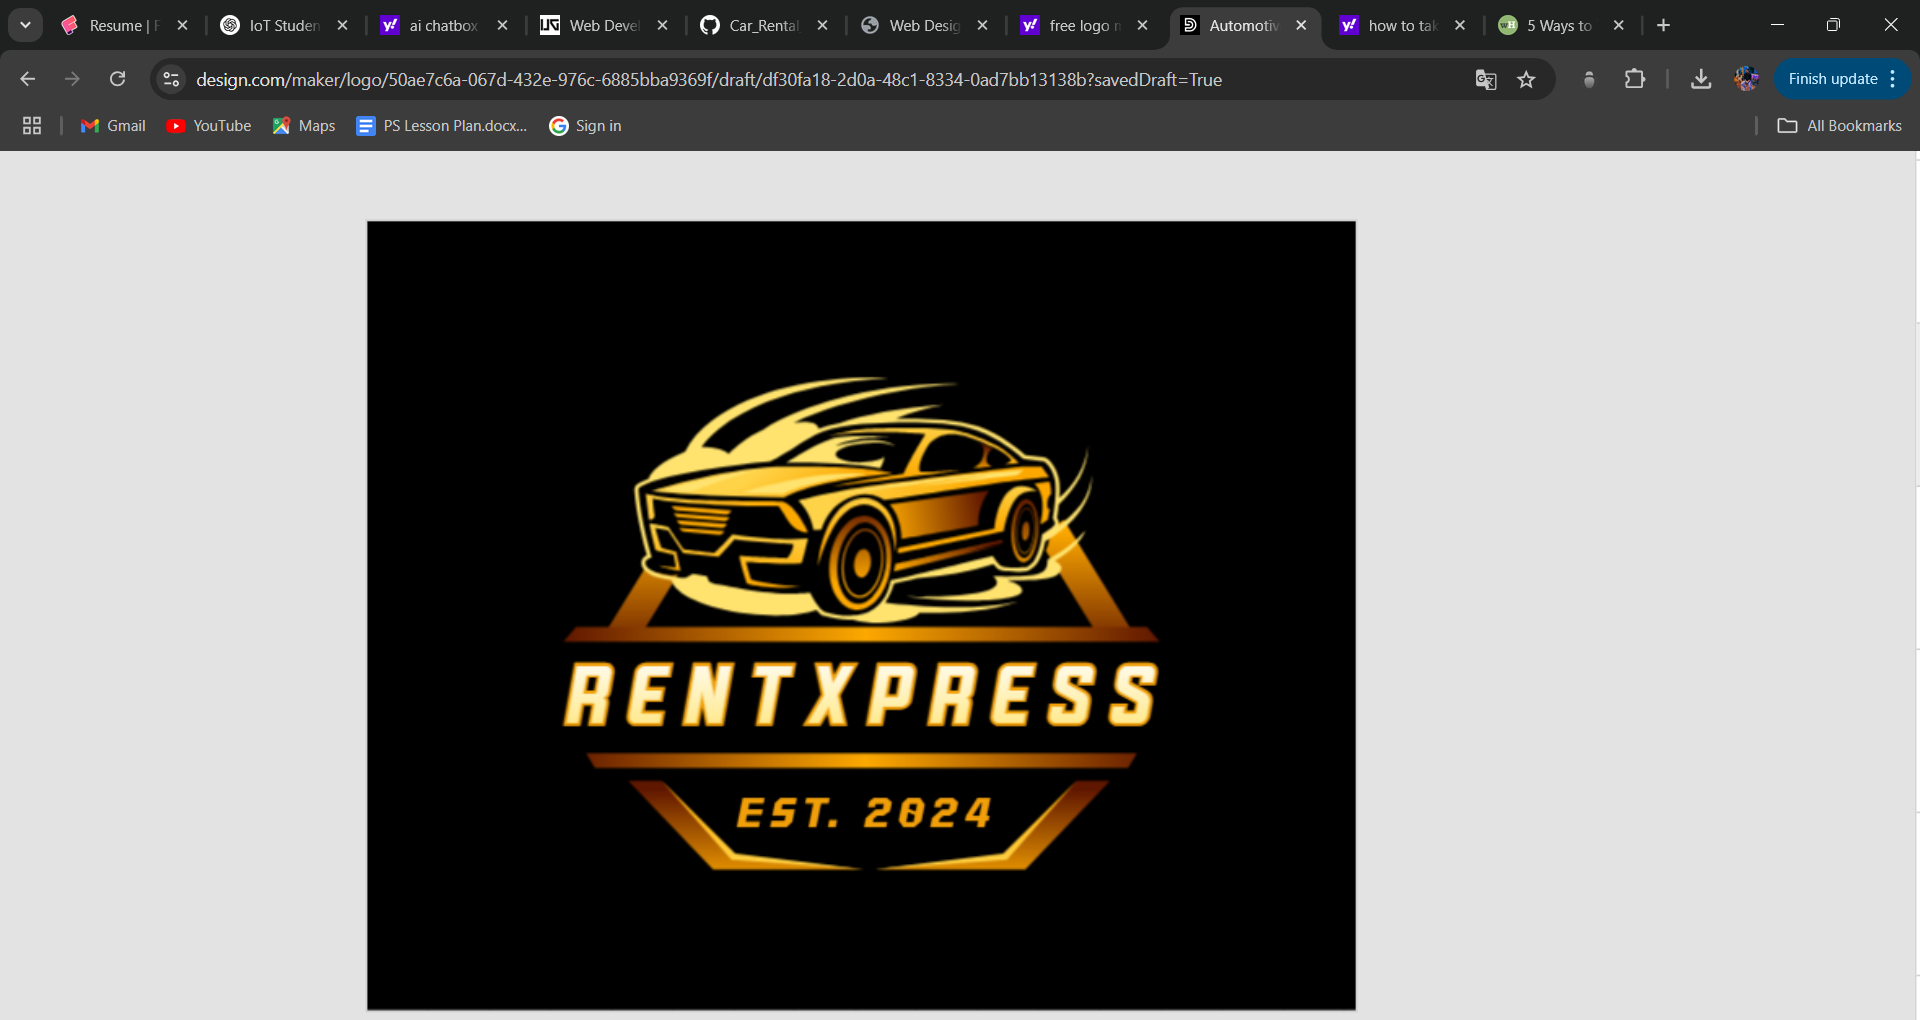 Resume | F
IoT Studen
ai chatbox
Web Devel
Car_Rental
Web Desig
free logo m
Automotiv
how to tak
5 Ways to
design.com/maker/logo/50ae7c6a-067d-432e-976c-6885bba9369f/draft/df30fa18-2d0a-48c1-8334-0ad7bb13138b?savedDraft=True
Finish update
Gmail
YouTube
Maps
PS Lesson Plan.docx...
Sign in
All Bookmarks
RENTXPRESS
EST. 2024